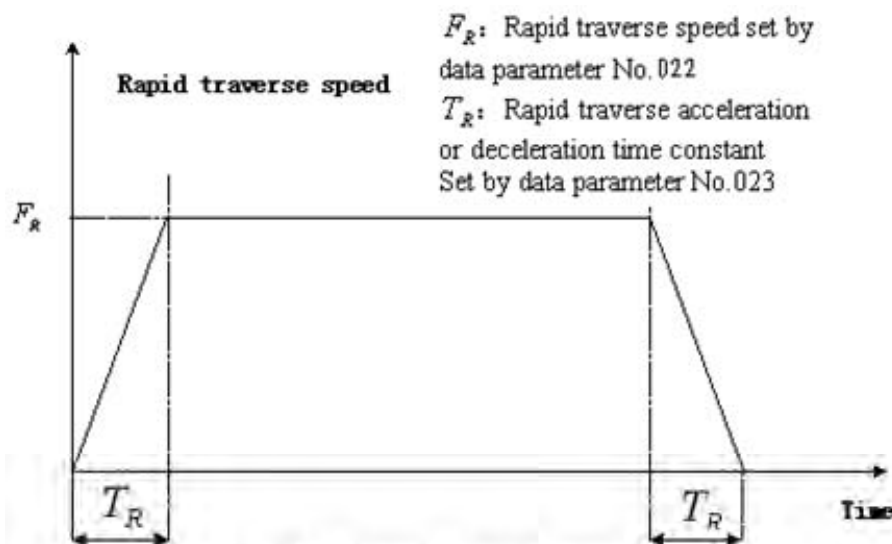 F_R: Rapid traverse speed set by
data parameter No.022
Rapid traverse speed
T_R: Rapid traverse acceleration
or deceleration time constant
Set by data parameter No.023
F_R
T_R
T_R
Time